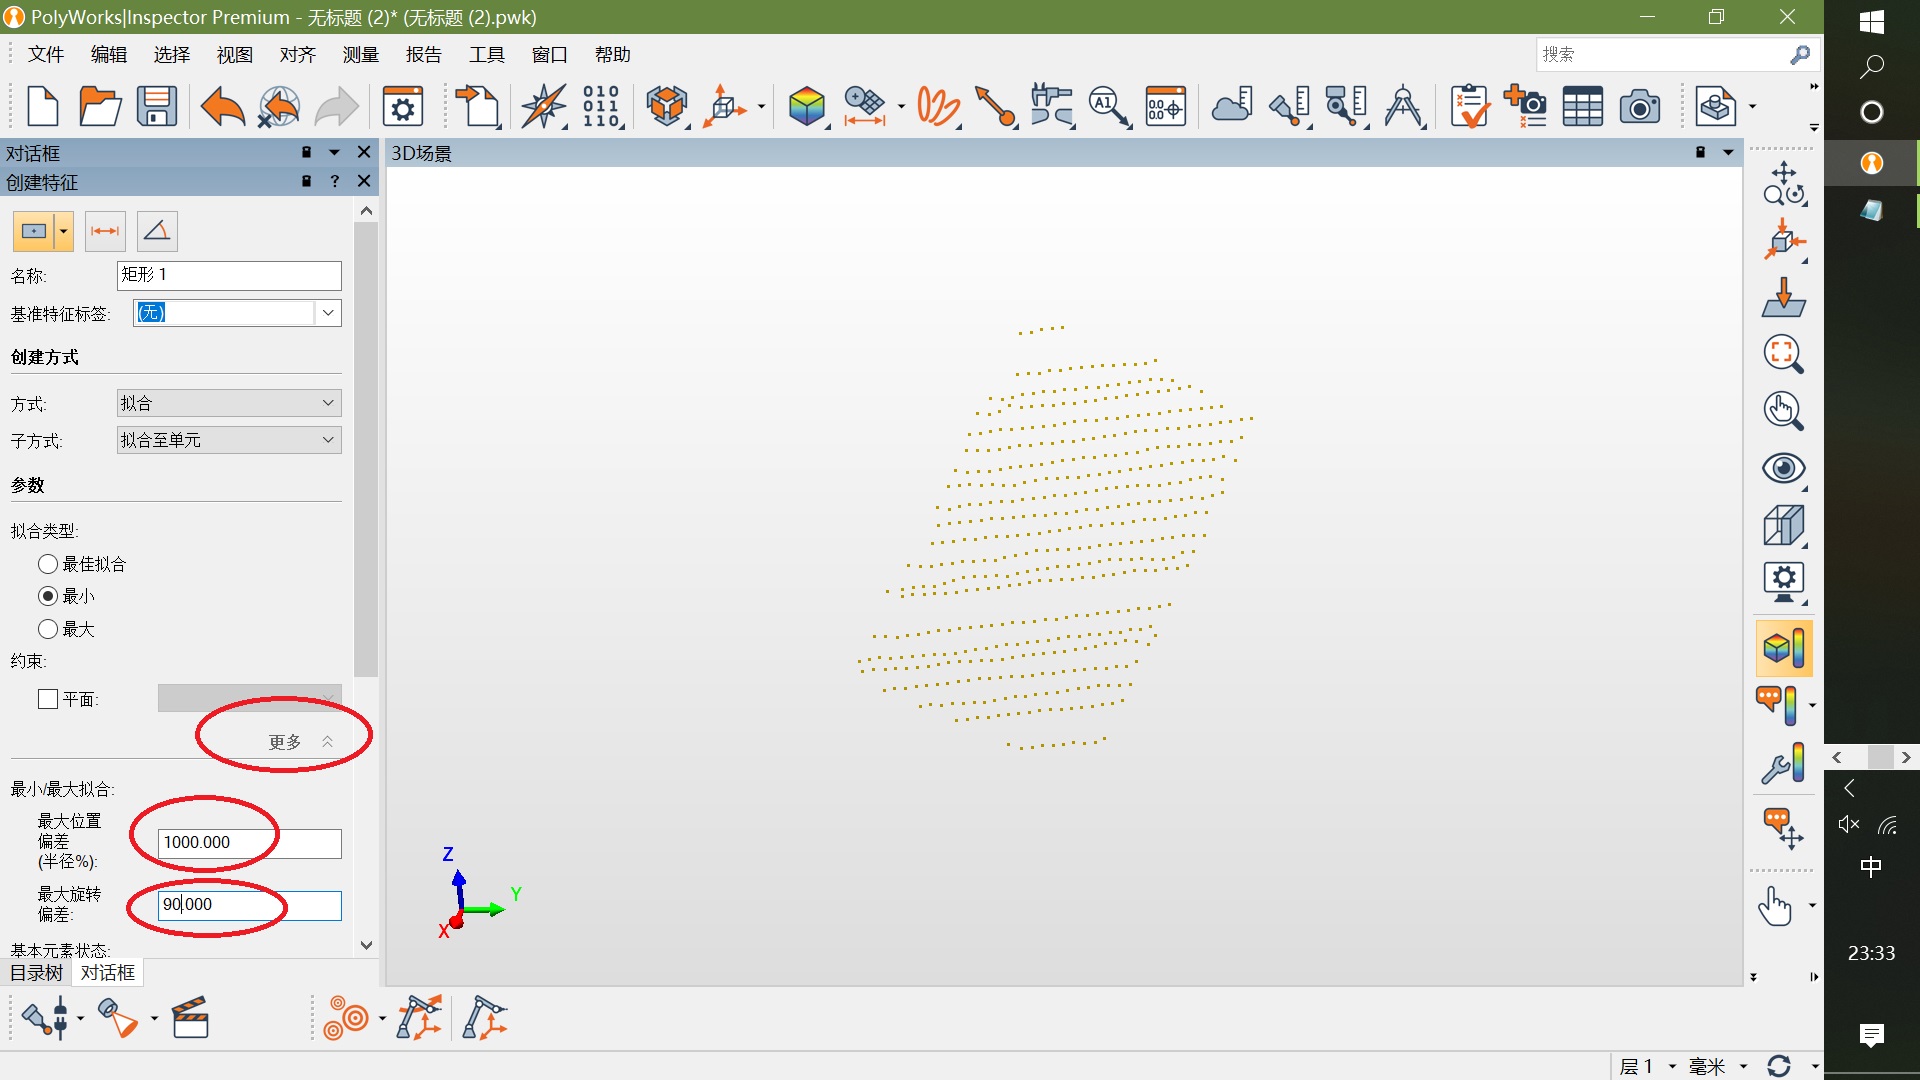 PolyWorks|Inspector Premium - 无标题 (2)* (无标题 (2).pwk)
文件 编辑 选择 视图 对齐 测量 报告 工具 窗口 帮助
搜索
010
011
110
A1
0.0
0.0
对话框
3D场景
创建特征
?
名称:
矩形 1
基准特征标签:
(无)
创建方式
方式:
拟合
子方式:
拟合至单元
参数
拟合类型:
最佳拟合
最小
最大
约束:
平面:
更多
最小/最大拟合:
最大位置
偏差
(半径%):
1000.000
最大旋转
偏差:
90.000
基本元素状态:
目录树 对话框
Z
Y
X
中
23:33
层 1 毫米